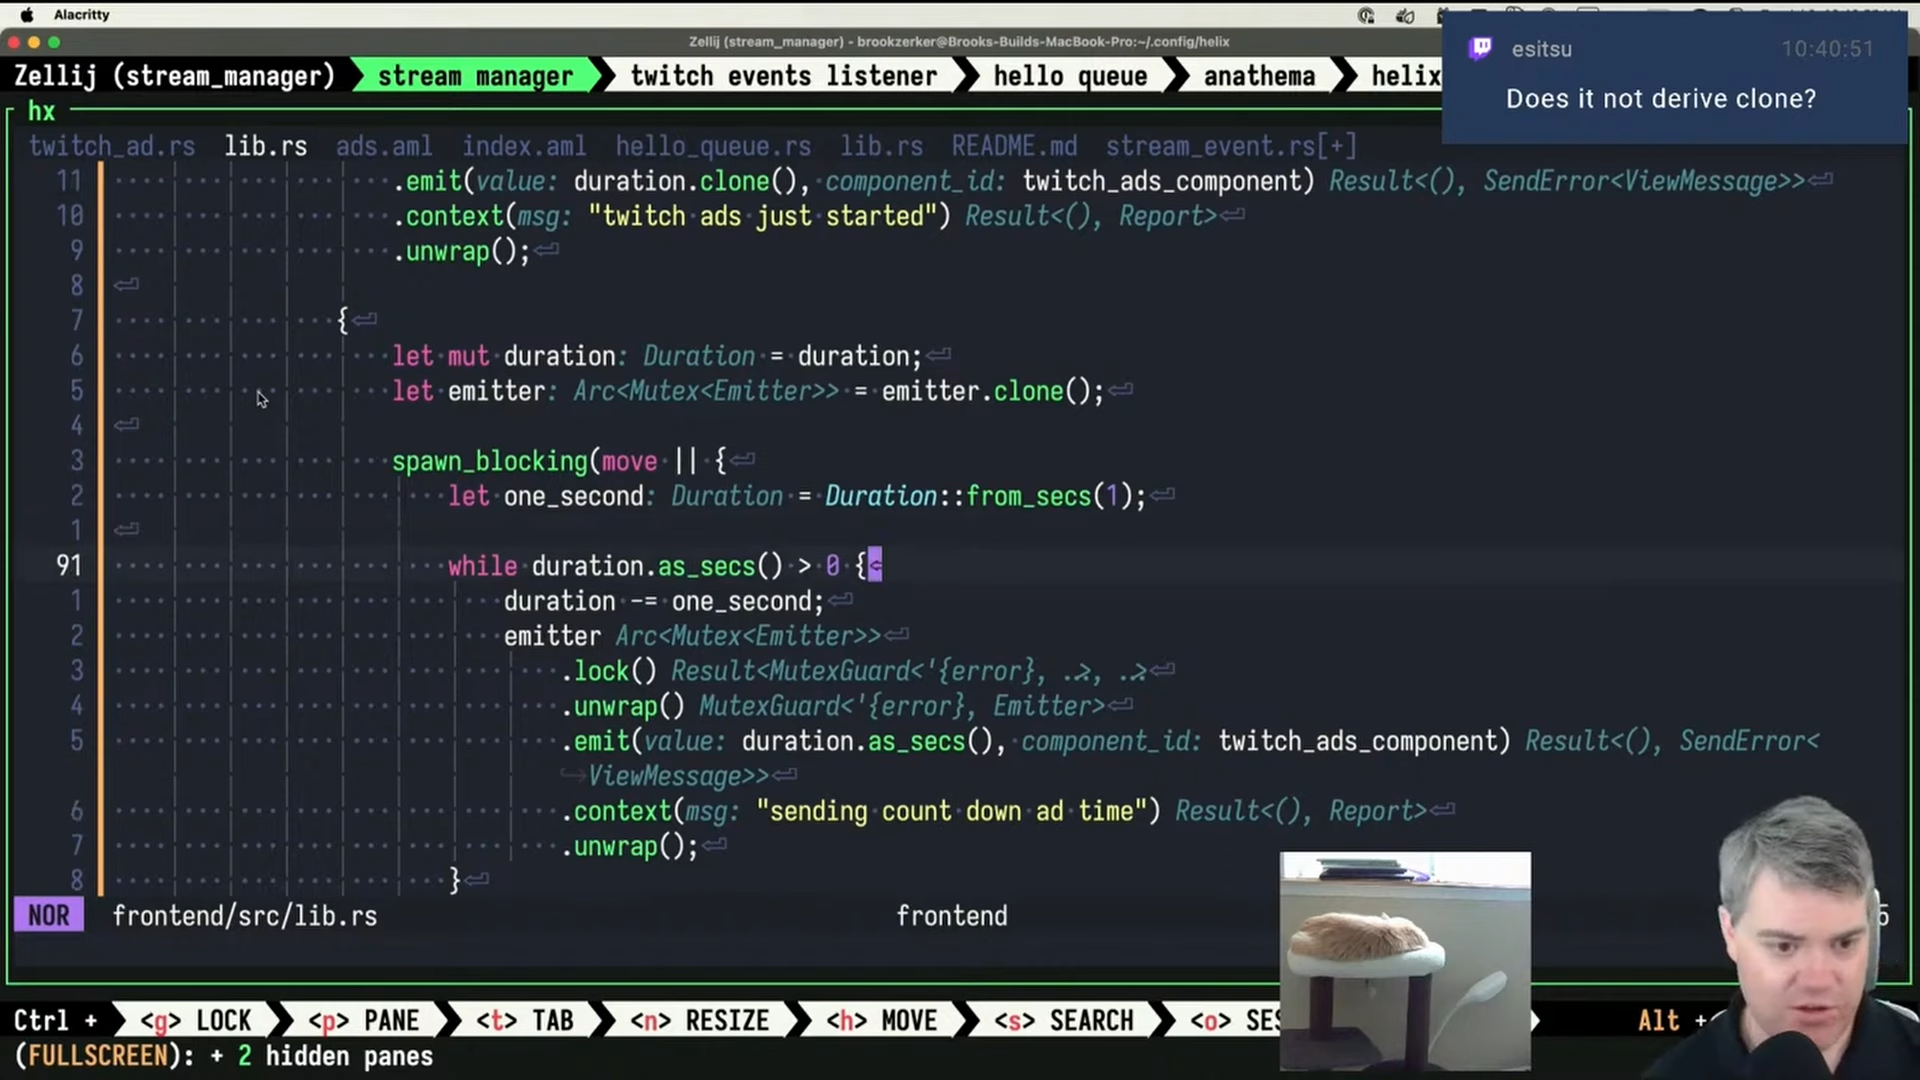 Alacritty
Zellij (stream_manager) - brookzerker@Brooks-Builds-MacBook-Pro:~/.config/helix
Zellij (stream_manager) stream manager twitch events listener hello queue anathema helix
esitsu 10:40:51
Does it not derive clone?
hx
twitch_ad.rs lib.rs ads.aml index.aml hello_queue.rs lib.rs README.md stream_event.rs[+]
11 .emit(value: duration.clone(), component_id: twitch_ads_component) Result<(), SendError<ViewMessage>>
10 .context(msg: "twitch ads just started") Result<(), Report>
9 .unwrap();
8
7 {
6 let mut duration: Duration = duration;
5 let emitter: Arc<Mutex<Emitter>> = emitter.clone();
4
3 spawn_blocking(move || {
2 let one_second: Duration = Duration::from_secs(1);
1
91 while duration.as_secs() > 0 {
1 duration -= one_second;
2 emitter Arc<Mutex<Emitter>>
3 .lock() Result<MutexGuard<'{error}, …>, …>
4 .unwrap() MutexGuard<'{error}, Emitter>
5 .emit(value: duration.as_secs(), component_id: twitch_ads_component) Result<(), SendError<
ViewMessage>>
6 .context(msg: "sending count down ad time") Result<(), Report>
7 .unwrap();
8 }
NOR frontend/src/lib.rs frontend
Ctrl + <g> LOCK <p> PANE <t> TAB <n> RESIZE <h> MOVE <s> SEARCH <o> SES Alt +
(FULLSCREEN): + 2 hidden panes